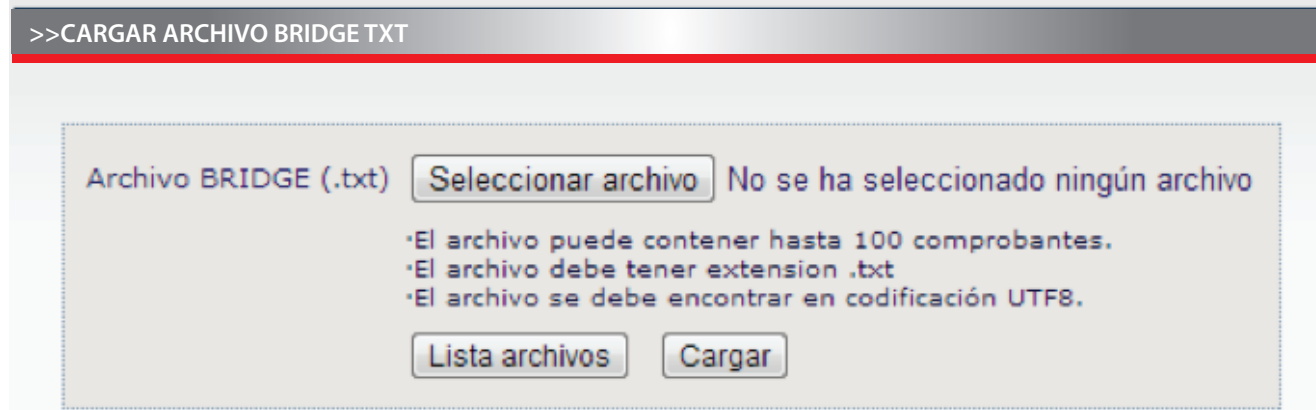 >>CARGAR ARCHIVO BRIDGE TXT
Archivo BRIDGE (.txt) Seleccionar archivo No se ha seleccionado ningún archivo
·El archivo puede contener hasta 100 comprobantes.
·El archivo debe tener extension .txt
·El archivo se debe encontrar en codificación UTF8.
Lista archivos Cargar